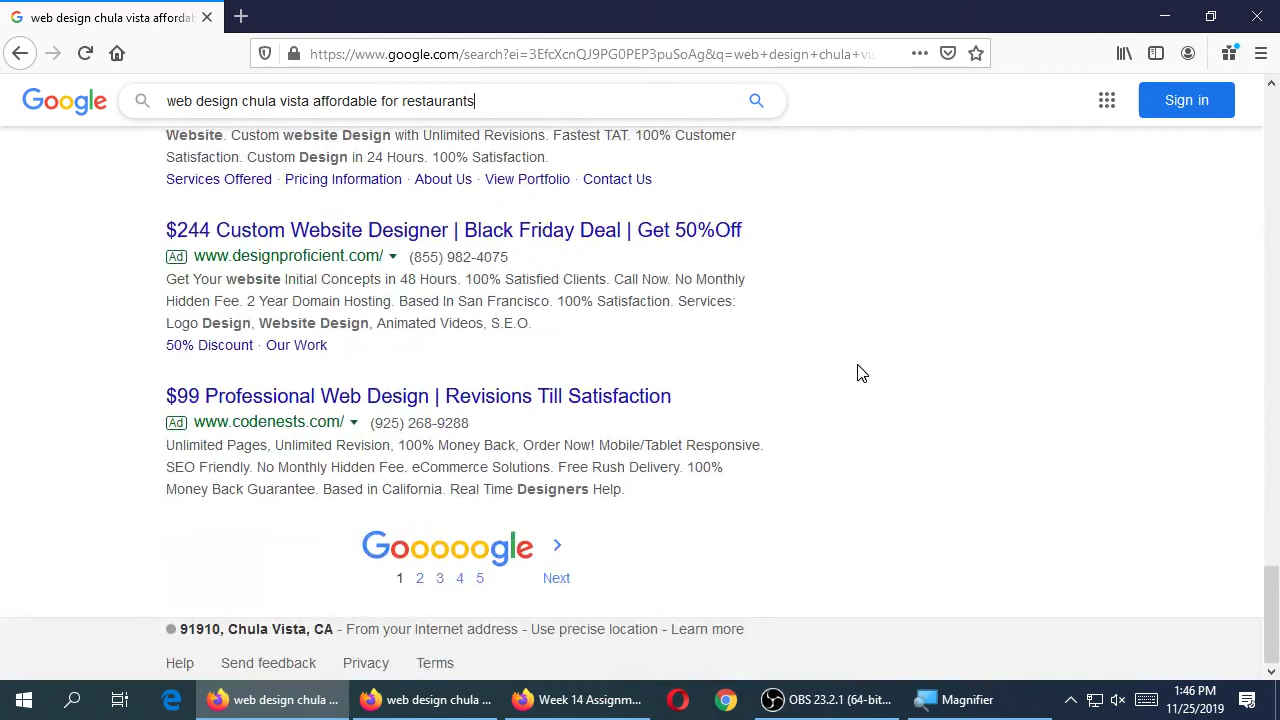 web design chula vista afforda
https://www.google.com/search?ei=3EfcXcnQJ9PG0PEP3puSoAg&q=web+design+chula+vis
Google
web design chula vista affordable for restaurants
Sign in
Website. Custom website Design with Unlimited Revisions. Fastest TAT. 100% Customer
Satisfaction. Custom Design in 24 Hours. 100% Satisfaction.
Services Offered · Pricing Information · About Us · View Portfolio · Contact Us
$244 Custom Website Designer | Black Friday Deal | Get 50%Off
Ad www.designproficient.com/ (855) 982-4075
Get Your website Initial Concepts in 48 Hours. 100% Satisfied Clients. Call Now. No Monthly
Hidden Fee. 2 Year Domain Hosting. Based In San Francisco. 100% Satisfaction. Services:
Logo Design, Website Design, Animated Videos, S.E.O.
50% Discount · Our Work
$99 Professional Web Design | Revisions Till Satisfaction
Ad www.codenests.com/ (925) 268-9288
Unlimited Pages, Unlimited Revision, 100% Money Back, Order Now! Mobile/Tablet Responsive.
SEO Friendly. No Monthly Hidden Fee. eCommerce Solutions. Free Rush Delivery. 100%
Money Back Guarantee. Based in California. Real Time Designers Help.
Gooooogle
1 2 3 4 5 Next
91910, Chula Vista, CA - From your Internet address - Use precise location - Learn more
Help Send feedback Privacy Terms
web design chula ... web design chula ... Week 14 Assignm... OBS 23.2.1 (64-bit... Magnifier
1:46 PM
11/25/2019